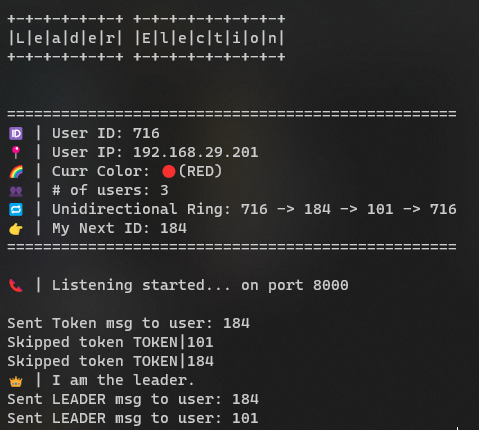 +-+-+-+-+-+-+ +-+-+-+-+-+-+-+-+
|L|e|a|d|e|r| |E|l|e|c|t|i|o|n|
+-+-+-+-+-+-+ +-+-+-+-+-+-+-+-+
==================================================
🆔 | User ID: 716
📍 | User IP: 192.168.29.201
🌈 | Curr Color: 🔴(RED)
👥 | # of users: 3
🔁 | Unidirectional Ring: 716 -> 184 -> 101 -> 716
👉 | My Next ID: 184
==================================================
📞 | Listening started... on port 8000
Sent Token msg to user: 184
Skipped token TOKEN|101
Skipped token TOKEN|184
👑 | I am the leader.
Sent LEADER msg to user: 184
Sent LEADER msg to user: 101